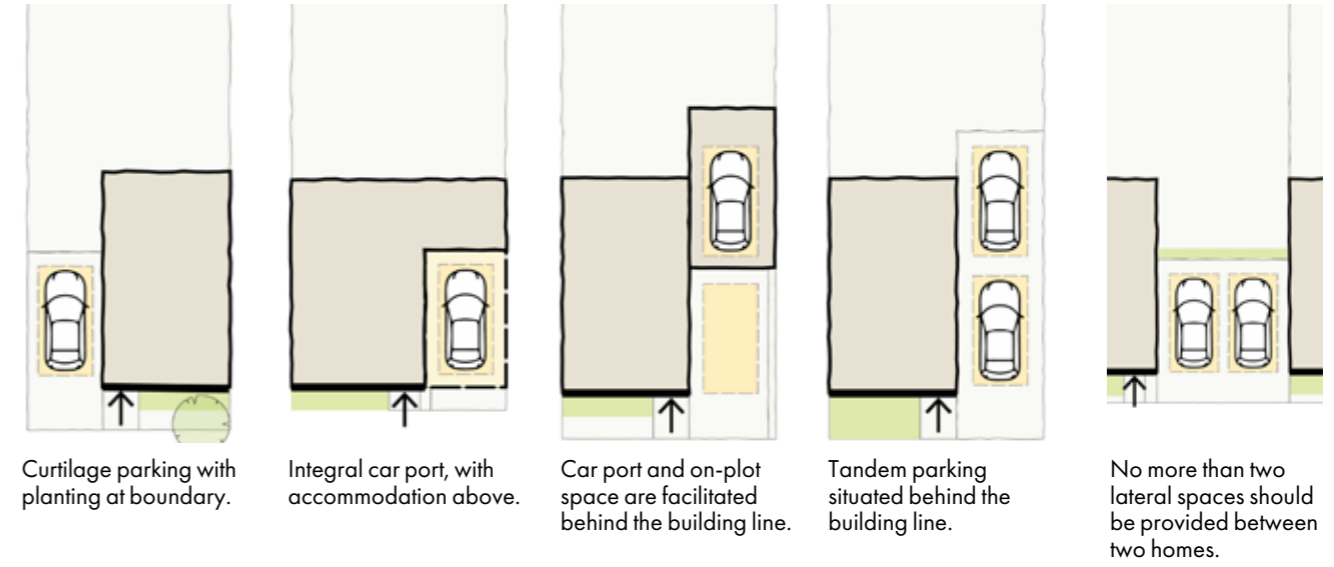 Curtilage parking with
planting at boundary.
Integral car port, with
accommodation above.
Car port and on-plot
space are facilitated
behind the building line.
Tandem parking
situated behind the
building line.
No more than two
lateral spaces should
be provided between
two homes.